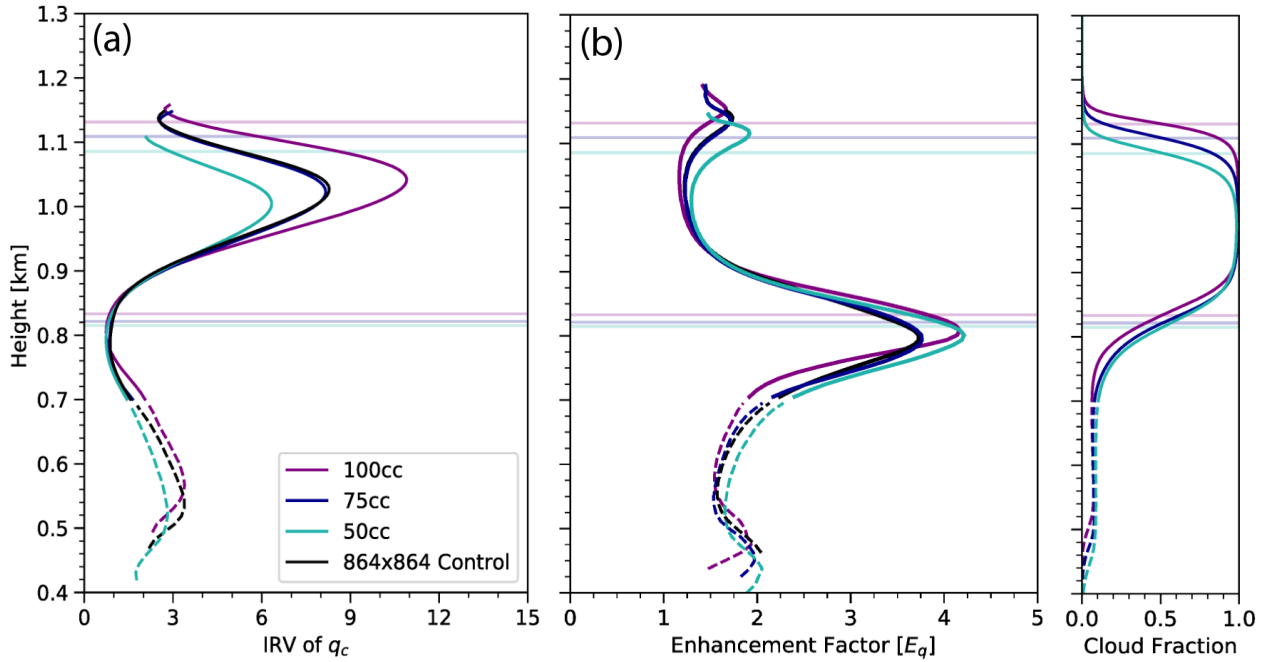 (a)
(b)
1.3
1.2
1.1
1.0
0.9
0.8
0.7
0.6
0.5
0.4
Height [km]
100cc
75cc
50cc
864x864 Control
0 3 6 9 12 15
0 1 2 3 4 5
0.0 0.5 1.0
IRV of q_c
Enhancement Factor [E_q]
Cloud Fraction